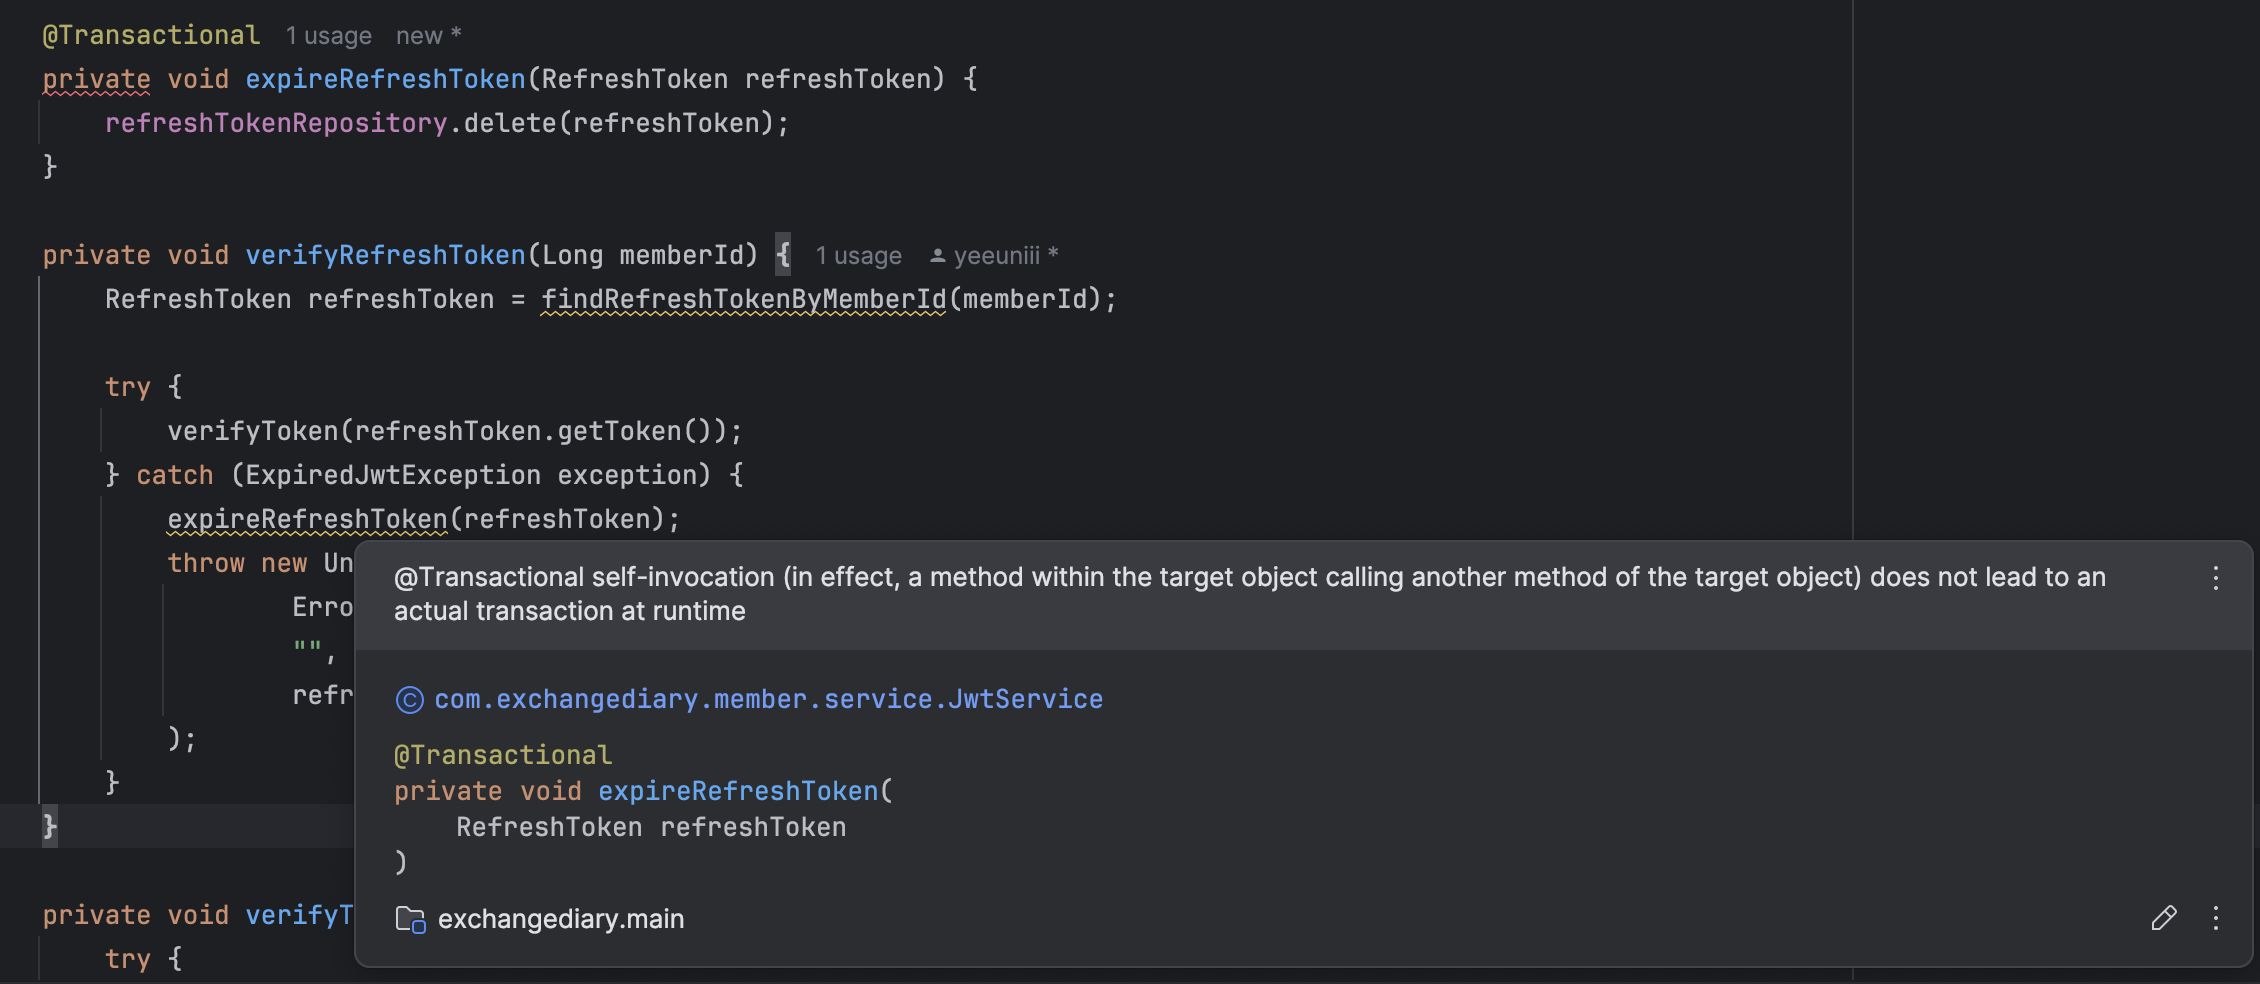 @Transactional 1 usage new *
private void expireRefreshToken(RefreshToken refreshToken) {
refreshTokenRepository.delete(refreshToken);
}
private void verifyRefreshToken(Long memberId) { 1 usage yeeuniii *
RefreshToken refreshToken = findRefreshTokenByMemberId(memberId);
try {
verifyToken(refreshToken.getToken());
} catch (ExpiredJwtException exception) {
expireRefreshToken(refreshToken);
throw new Un
Erro
"",
refr
);
}
}
private void verifyT
try {
@Transactional self-invocation (in effect, a method within the target object calling another method of the target object) does not lead to an
actual transaction at runtime
© com.exchangediary.member.service.JwtService
@Transactional
private void expireRefreshToken(
RefreshToken refreshToken
)
exchangediary.main